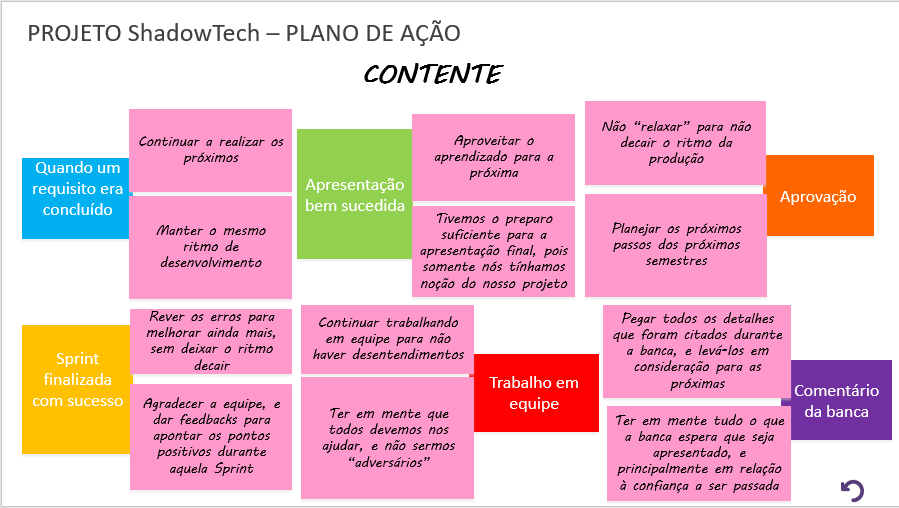 PROJETO ShadowTech – PLANO DE AÇÃO
CONTENTE
Quando um
requisito era
concluído
Continuar a realizar os
próximos
Manter o mesmo
ritmo de
desenvolvimento
Apresentação
bem sucedida
Aproveitar o
aprendizado para a
próxima
Tivemos o preparo
suficiente para a
apresentação final, pois
somente nós tínhamos
noção do nosso projeto
Não “relaxar” para não
decair o ritmo da
produção
Planejar os próximos
passos dos próximos
semestres
Aprovação
Sprint
finalizada
com sucesso
Rever os erros para
melhorar ainda mais,
sem deixar o ritmo
decair
Agradecer a equipe, e
dar feedbacks para
apontar os pontos
positivos durante
aquela Sprint
Continuar trabalhando
em equipe para não
haver desentendimentos
Ter em mente que
todos devemos nos
ajudar, e não sermos
“adversários”
Trabalho em
equipe
Pegar todos os detalhes
que foram citados durante
a banca, e levá-los em
consideração para as
próximas
Ter em mente tudo o que
a banca espera que seja
apresentado, e
principalmente em relação
à confiança a ser passada
Comentário
da banca